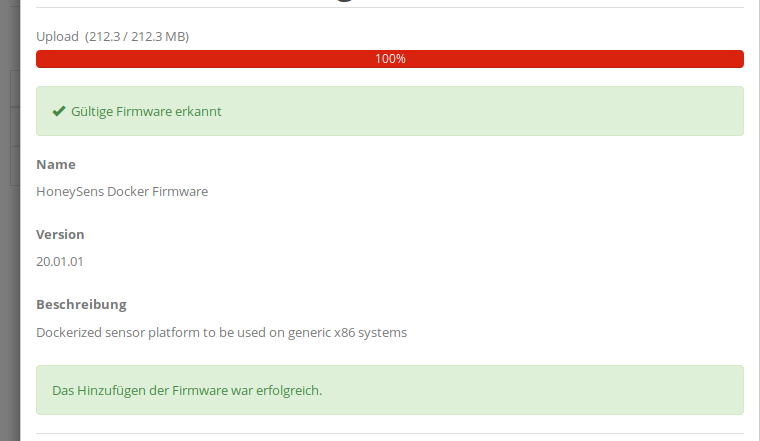 Upload (212.3 / 212.3 MB)
100%
Gültige Firmware erkannt
Name
HoneySens Docker Firmware
Version
20.01.01
Beschreibung
Dockerized sensor platform to be used on generic x86 systems
Das Hinzufügen der Firmware war erfolgreich.